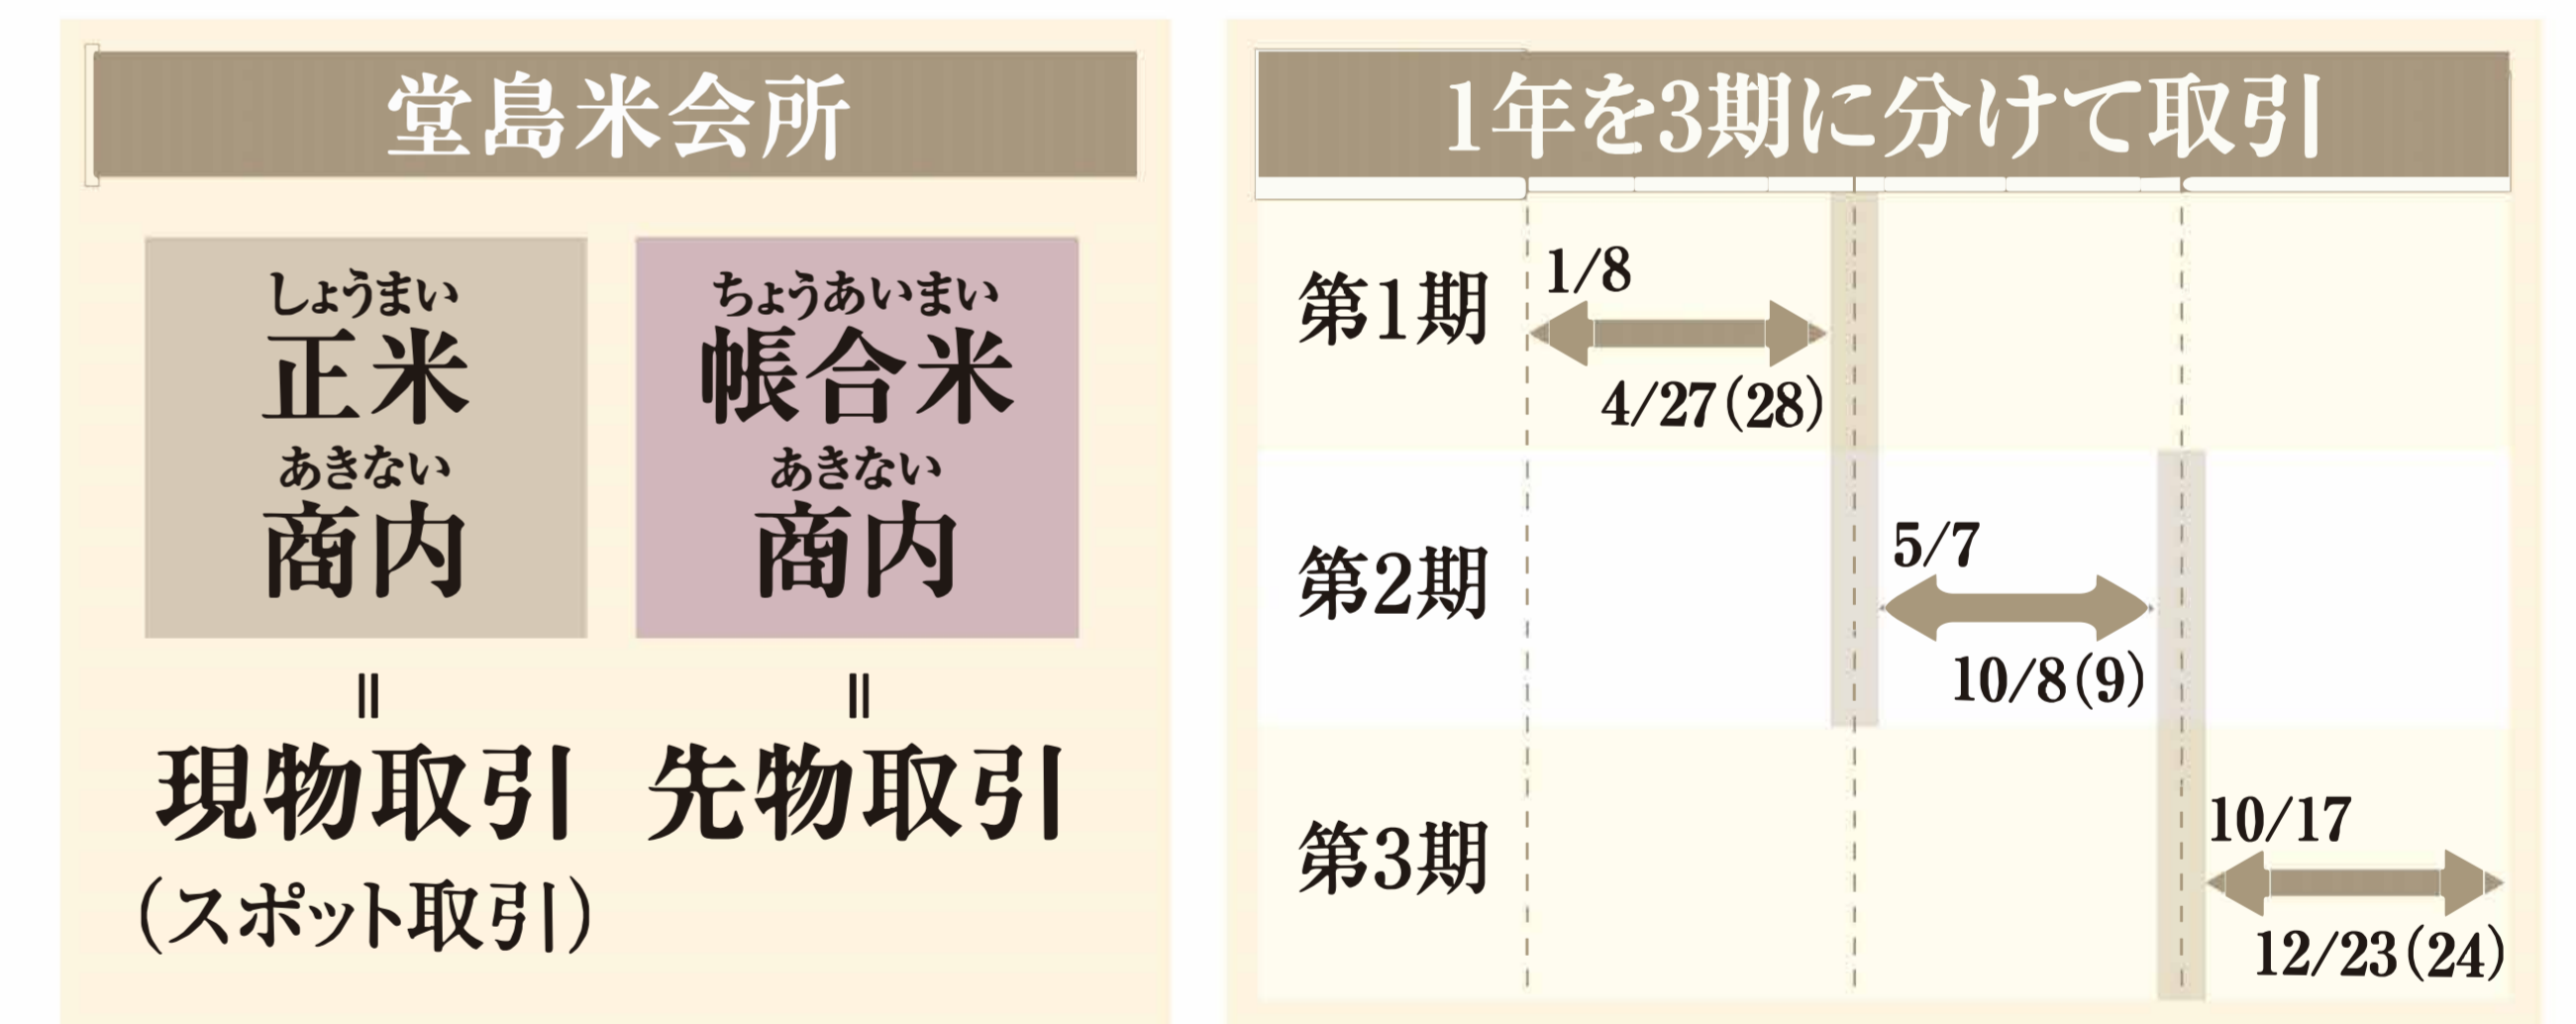 堂島米会所
しょうまい
正米
あきない
商内
=
現物取引
(スポット取引)
ちょうあいまい
帳合米
あきない
商内
=
先物取引
1年を3期に分けて取引
第1期
1/8
4/27(28)
第2期
5/7
10/8(9)
第3期
10/17
12/23(24)